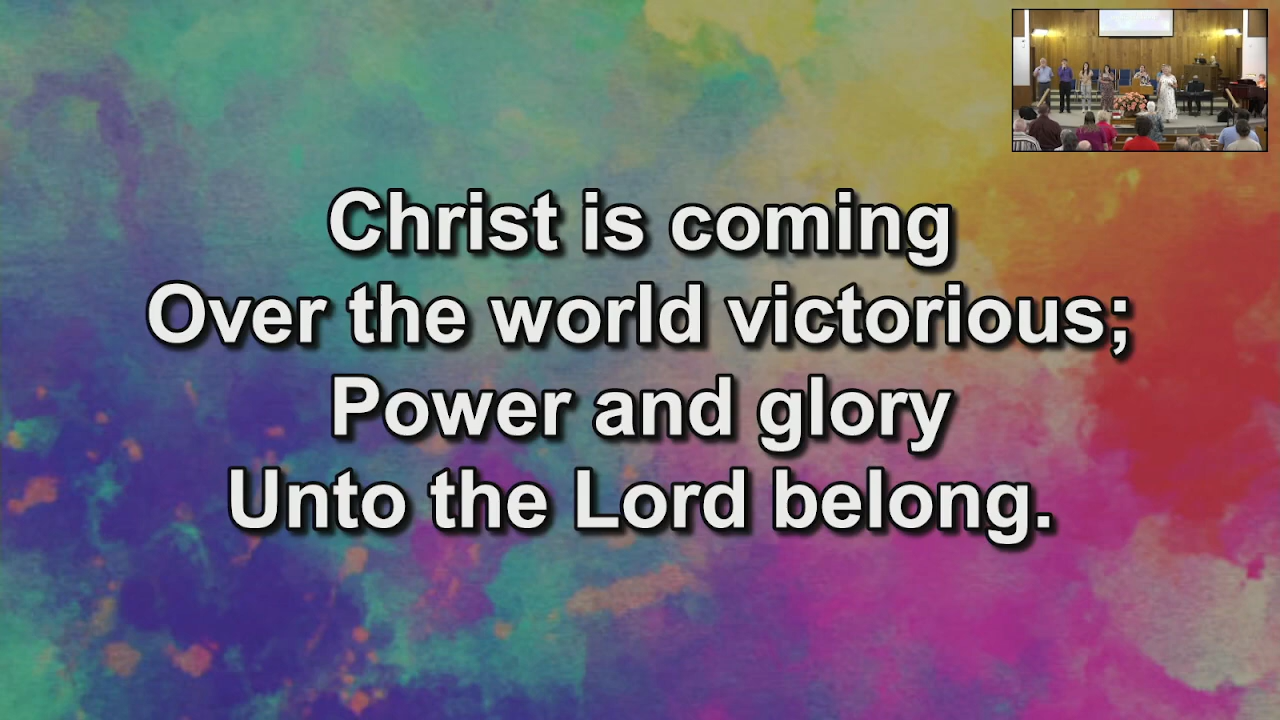 Christ is coming
Over the world victorious;
Power and glory
Unto the Lord belong.